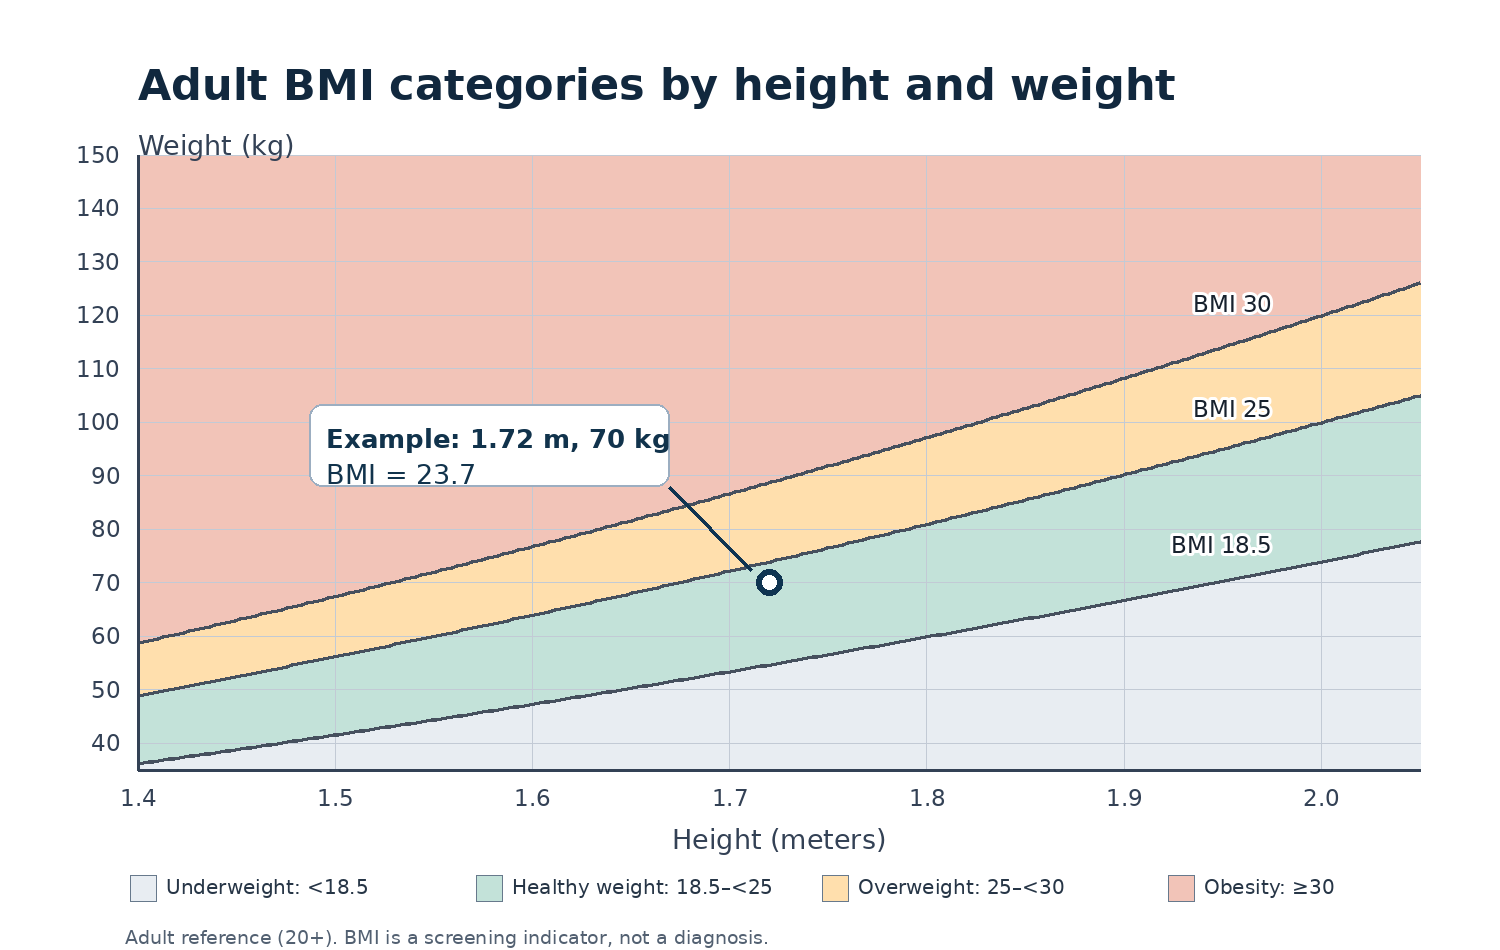 Adult BMI categories by height and weight
Weight (kg)
150
140
130
120
110
100
90
80
70
60
50
40
BMI 30
BMI 25
BMI 18.5
Example: 1.72 m, 70 kg
BMI = 23.7
1.4 1.5 1.6 1.7 1.8 1.9 2.0
Height (meters)
Underweight: <18.5 Healthy weight: 18.5–<25 Overweight: 25–<30 Obesity: ≥30
Adult reference (20+). BMI is a screening indicator, not a diagnosis.